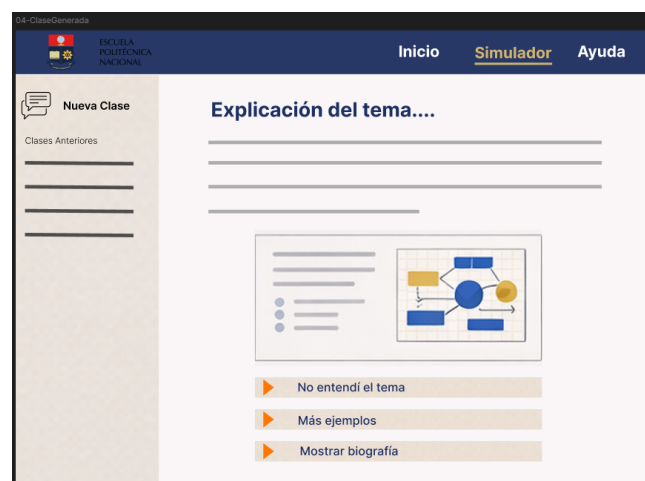 04-ClaseGenerada
ESCUELA
POLITÉCNICA
NACIONAL
Inicio
Simulador
Ayuda
Nueva Clase
Clases Anteriores
Explicación del tema....
No entendí el tema
Más ejemplos
Mostrar biografía